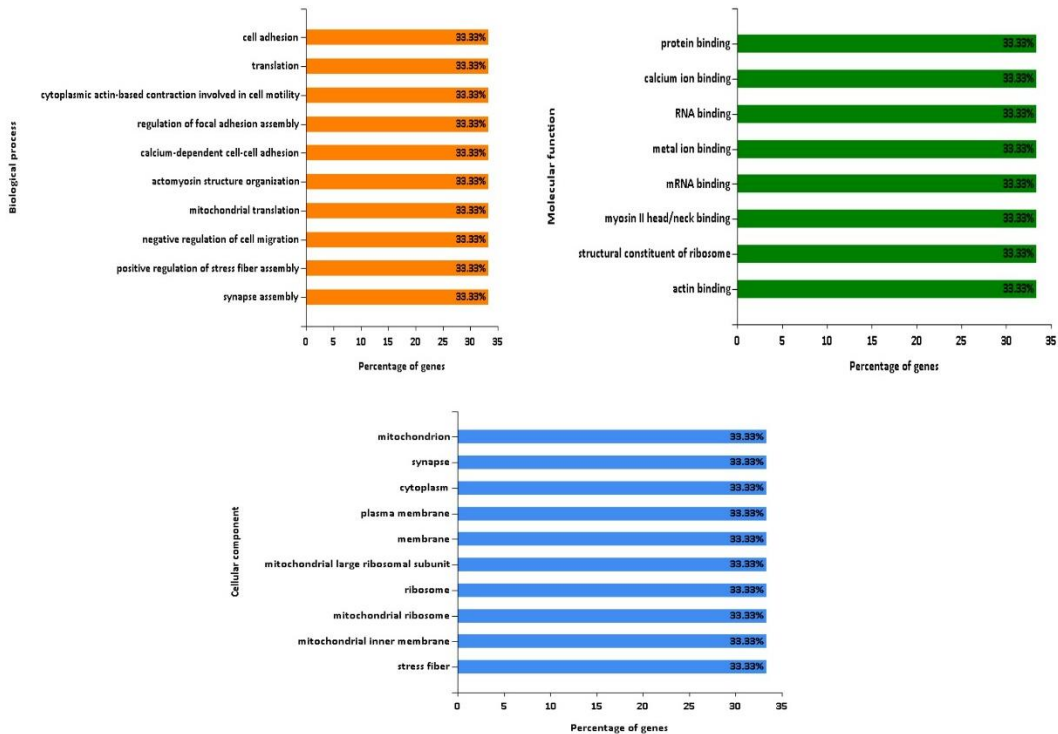 Biological process
cell adhesion 33.33%
translation 33.33%
cytoplasmic actin-based contraction involved in cell motility 33.33%
regulation of focal adhesion assembly 33.33%
calcium-dependent cell-cell adhesion 33.33%
actomyosin structure organization 33.33%
mitochondrial translation 33.33%
negative regulation of cell migration 33.33%
positive regulation of stress fiber assembly 33.33%
synapse assembly 33.33%
0 5 10 15 20 25 30 35
Percentage of genes
Molecular function
protein binding 33.33%
calcium ion binding 33.33%
RNA binding 33.33%
metal ion binding 33.33%
mRNA binding 33.33%
myosin II head/neck binding 33.33%
structural constituent of ribosome 33.33%
actin binding 33.33%
0 5 10 15 20 25 30 35
Percentage of genes
Cellular component
mitochondrion 33.33%
synapse 33.33%
cytoplasm 33.33%
plasma membrane 33.33%
membrane 33.33%
mitochondrial large ribosomal subunit 33.33%
ribosome 33.33%
mitochondrial ribosome 33.33%
mitochondrial inner membrane 33.33%
stress fiber 33.33%
0 5 10 15 20 25 30 35
Percentage of genes